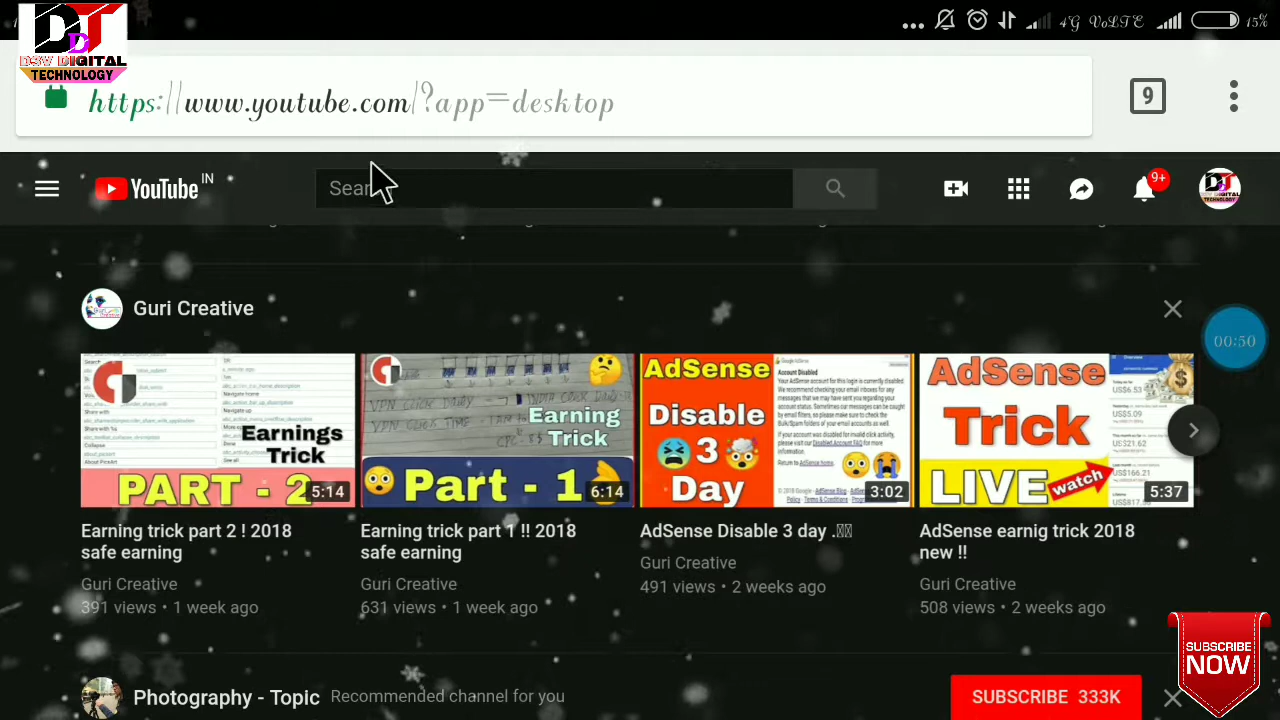 DDT
DSV DIGITAL
TECHNOLOGY
4G VoLTE 15%
https://www.youtube.com/?app=desktop
9
YouTube IN
Sear
9+
Guri Creative
00:50
Earnings
Trick
PART - 2
5:14
Earning
Trick
Part - 1
6:14
AdSense
Disable
3
Day
Account Disabled
3:02
AdSense
Trick
LIVE
watch
5:37
Earning trick part 2 ! 2018
safe earning
Guri Creative
391 views • 1 week ago
Earning trick part 1 !! 2018
safe earning
Guri Creative
631 views • 1 week ago
AdSense Disable 3 day .
Guri Creative
491 views • 2 weeks ago
AdSense earnig trick 2018
new !!
Guri Creative
508 views • 2 weeks ago
SUBSCRIBE
NOW
Photography - Topic Recommended channel for you
SUBSCRIBE 333K